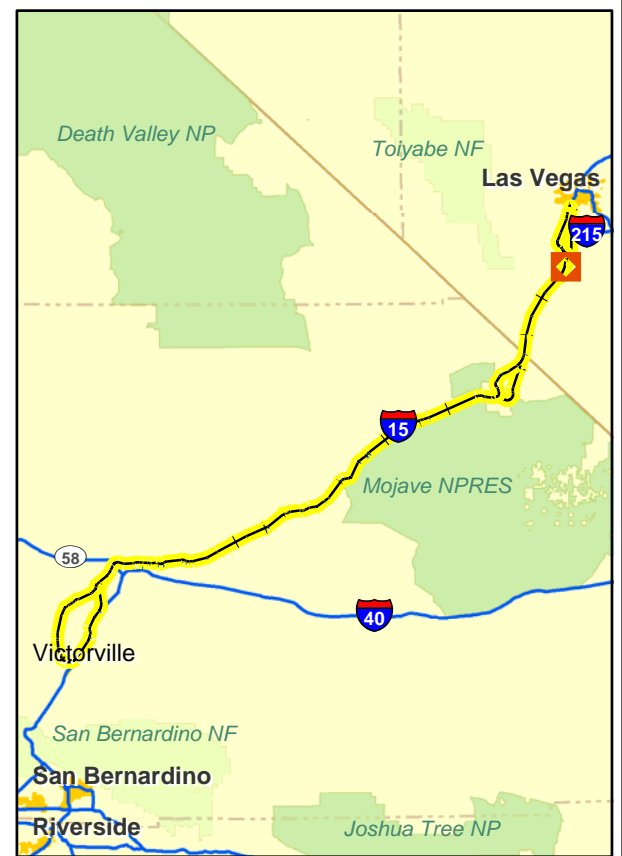 Death Valley NP
Toiyabe NF
Las Vegas
215
15
Mojave NPRES
58
40
Victorville
San Bernardino NF
San Bernardino
Riverside
Joshua Tree NP